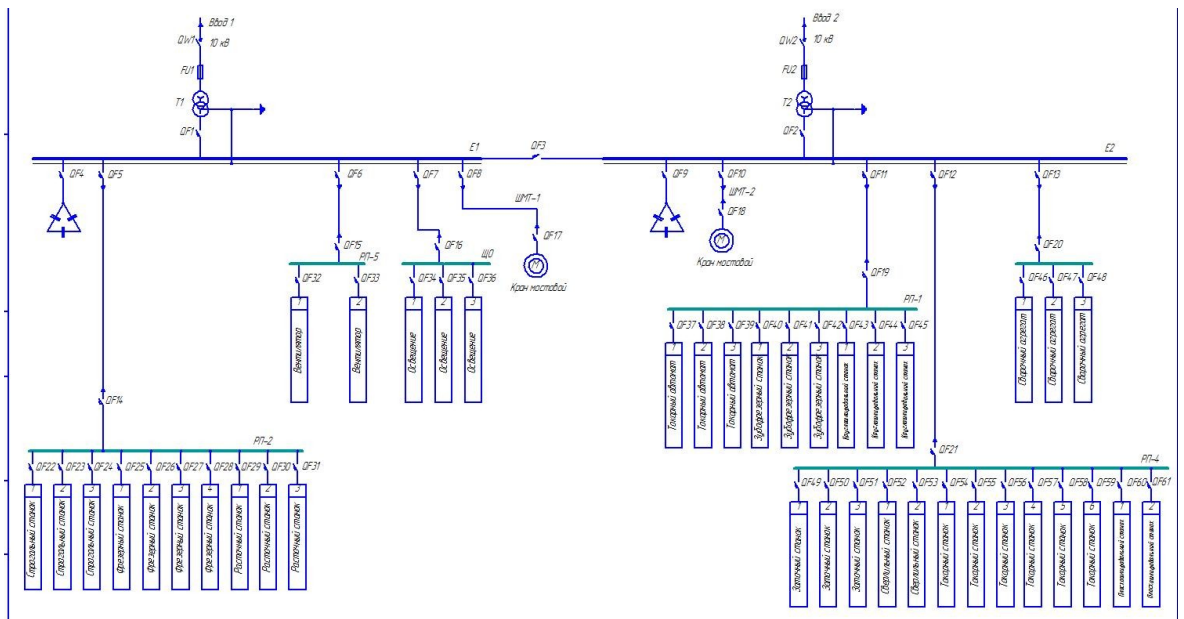 Ввод 1
QW1
10 кВ
FU1
T1
QF1
Ввод 2
QW2
10 кВ
FU2
T2
QF2
E1
QF3
E2
QF4
QF5
QF6
QF7
QF8
QF9
QF10
QF11
QF12
QF13
ШМТ-1
ШМТ-2
QF18
QF17
М
Кран мостовой
М
Кран мостовой
QF15
РП-5
QF16
ЩО
QF19
QF20
QF32
QF33
QF34
QF35
QF36
QF46
QF47
QF48
1 Вентилятор
2 Вентилятор
1 Освещение
2 Освещение
3 Освещение
1 Сварочный агрегат
2 Сварочный агрегат
3 Сварочный агрегат
РП-1
QF37
QF38
QF39
QF40
QF41
QF42
QF43
QF44
QF45
1 Токарный автомат
2 Токарный автомат
3 Токарный автомат
1 Зубофрезерный станок
2 Зубофрезерный станок
3 Зубофрезерный станок
1
2
3
QF14
РП-2
QF22
QF23
QF24
QF25
QF26
QF27
QF28
QF29
QF30
QF31
1 Строгальный станок
2 Строгальный станок
3 Строгальный станок
1 Фрезерный станок
2 Фрезерный станок
3 Фрезерный станок
4 Фрезерный станок
1 Расточный станок
2 Расточный станок
3 Расточный станок
QF21
РП-4
QF49
QF50
QF51
QF52
QF53
QF54
QF55
QF56
QF57
QF58
QF59
QF60
QF61
1 Заточный станок
2 Заточный станок
3 Заточный станок
1 Сверлильный станок
2 Сверлильный станок
1 Токарный станок
2 Токарный станок
3 Токарный станок
4 Токарный станок
5 Токарный станок
6 Токарный станок
1
2